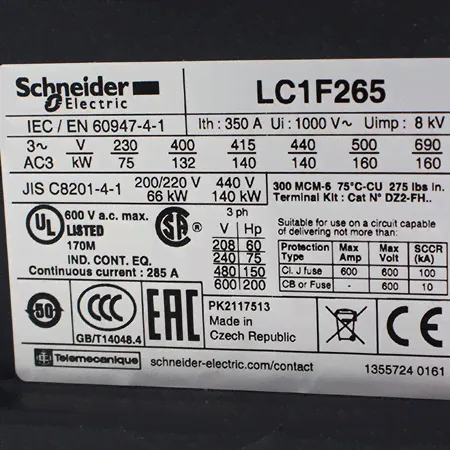 Schneider Electric
LC1F265
IEC / EN 60947-4-1 Ith : 350 A Ui : 1000 V~ Uimp : 8 kV
3~ V 230 400 415 440 500 690
AC3 kW 75 132 140 140 160 160
JIS C8201-4-1 200/220 V 440 V
66 kW 140 kW
300 MCM-6 75°C-CU 275 lbs in.
Terminal Kit : Cat N° DZ2-FH..
UL 600 V a.c. max.
LISTED
170M
IND. CONT. EQ.
Continuous current : 285 A
SA
3 ph
V Hp
208 60
240 75
480 150
600 200
Suitable for use on a circuit capable
of delivering not more than
Protection Type Max Amp Max Volt SCCR (kA)
Cl. J fuse 600 600 100
CB or Fuse - 600 10
50
CCC
GB/T14048.4
EAC
PK2117513
Made in
Czech Republic
CE
Telemecanique schneider-electric.com/contact 1355724 0161